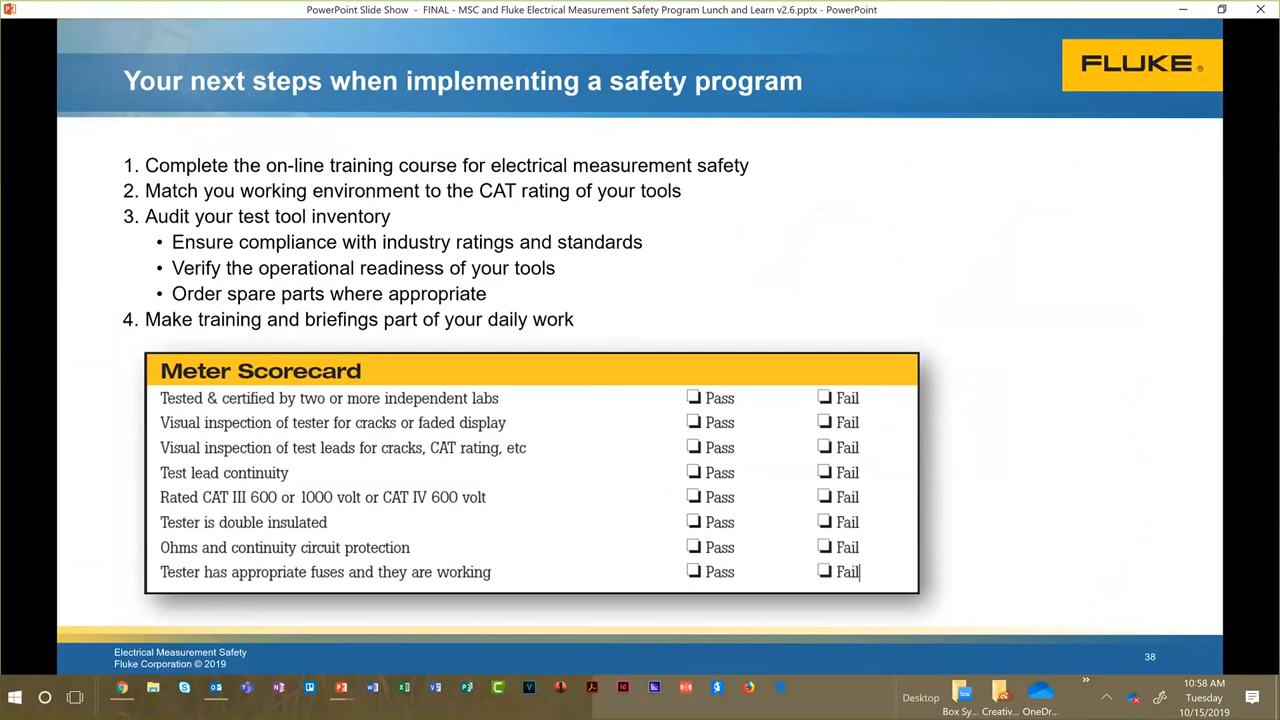 PowerPoint Slide Show - FINAL - MSC and Fluke Electrical Measurement Safety Program Lunch and Learn v2.6.pptx - PowerPoint
Your next steps when implementing a safety program
FLUKE®
1. Complete the on-line training course for electrical measurement safety
2. Match you working environment to the CAT rating of your tools
3. Audit your test tool inventory
• Ensure compliance with industry ratings and standards
• Verify the operational readiness of your tools
• Order spare parts where appropriate
4. Make training and briefings part of your daily work
Meter Scorecard
Tested & certified by two or more independent labs ❏ Pass ❏ Fail
Visual inspection of tester for cracks or faded display ❏ Pass ❏ Fail
Visual inspection of test leads for cracks, CAT rating, etc ❏ Pass ❏ Fail
Test lead continuity ❏ Pass ❏ Fail
Rated CAT III 600 or 1000 volt or CAT IV 600 volt ❏ Pass ❏ Fail
Tester is double insulated ❏ Pass ❏ Fail
Ohms and continuity circuit protection ❏ Pass ❏ Fail
Tester has appropriate fuses and they are working ❏ Pass ❏ Fail
Electrical Measurement Safety
Fluke Corporation © 2019
38
Desktop
Box Sy...
Creativ...
OneDr...
10:58 AM
Tuesday
10/15/2019